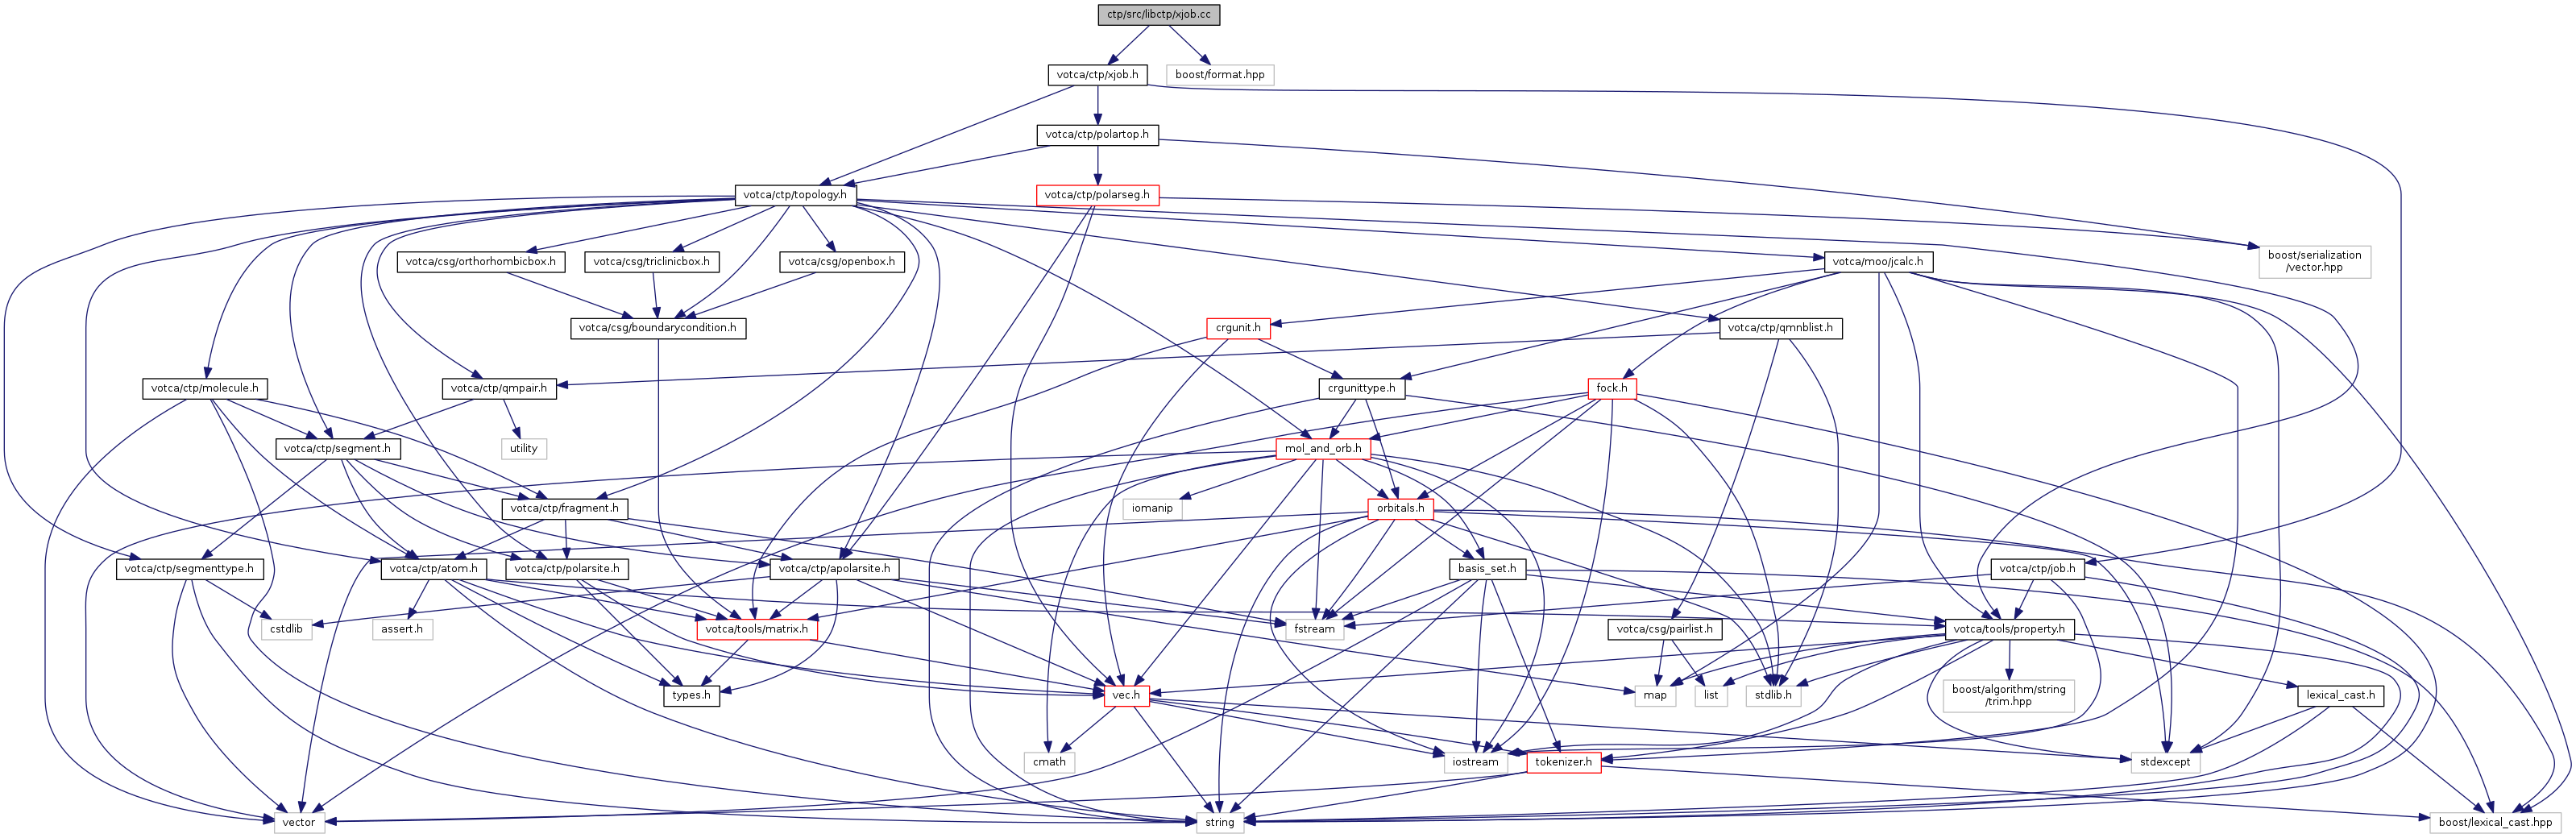 ctp/src/libctp/xjob.cc
votca/ctp/xjob.h
boost/format.hpp
votca/ctp/polartop.h
votca/ctp/topology.h
votca/ctp/polarseg.h
votca/csg/orthorhombicbox.h
votca/csg/triclinicbox.h
votca/csg/openbox.h
votca/moo/jcalc.h
boost/serialization
/vector.hpp
votca/csg/boundarycondition.h
crgunit.h
votca/ctp/qmnblist.h
votca/ctp/molecule.h
votca/ctp/qmpair.h
crgunittype.h
fock.h
votca/ctp/segment.h
utility
mol_and_orb.h
votca/ctp/fragment.h
iomanip
orbitals.h
votca/ctp/segmenttype.h
votca/ctp/atom.h
votca/ctp/polarsite.h
votca/ctp/apolarsite.h
basis_set.h
votca/ctp/job.h
cstdlib
assert.h
votca/tools/matrix.h
fstream
votca/csg/pairlist.h
votca/tools/property.h
types.h
vec.h
map
list
stdlib.h
boost/algorithm/string
/trim.hpp
lexical_cast.h
cmath
iostream
tokenizer.h
stdexcept
vector
string
boost/lexical_cast.hpp